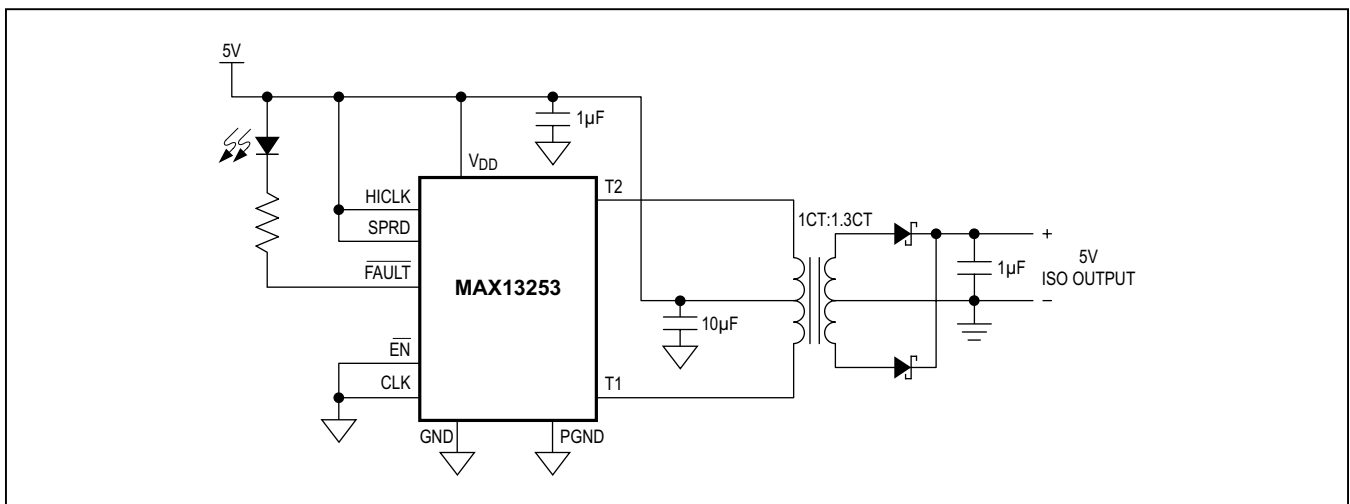 5V
1µF
VDD
HICLK
T2
1CT:1.3CT
SPRD
+
FAULT
MAX13253
1µF
5V
ISO OUTPUT
10µF
−
EN
CLK
T1
GND
PGND